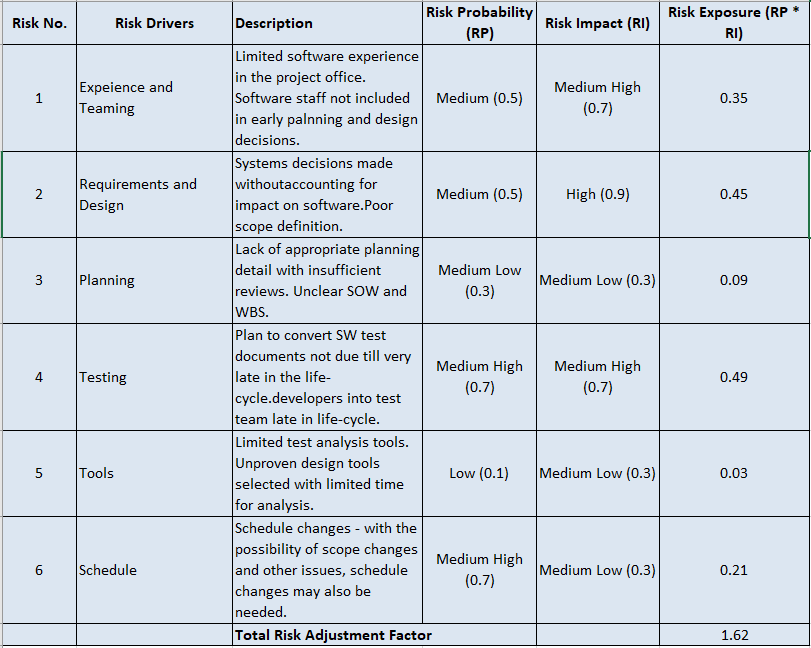 Risk No.
Risk Drivers
Description
Risk Probability
(RP)
Risk Impact (RI)
Risk Exposure (RP *
RI)
1
Expeience and
Teaming
Limited software experience
in the project office.
Software staff not included
in early palnning and design
decisions.
Medium (0.5)
Medium High
(0.7)
0.35
2
Requirements and
Design
Systems decisions made
withoutaccounting for
impact on software.Poor
scope definition.
Medium (0.5)
High (0.9)
0.45
3
Planning
Lack of appropriate planning
detail with insufficient
reviews. Unclear SOW and
WBS.
Medium Low
(0.3)
Medium Low (0.3)
0.09
4
Testing
Plan to convert SW test
documents not due till very
late in the life-
cycle.developers into test
team late in life-cycle.
Medium High
(0.7)
Medium High
(0.7)
0.49
5
Tools
Limited test analysis tools.
Unproven design tools
selected with limited time
for analysis.
Low (0.1)
Medium Low (0.3)
0.03
6
Schedule
Schedule changes - with the
possibility of scope changes
and other issues, schedule
changes may also be
needed.
Medium High
(0.7)
Medium Low (0.3)
0.21
Total Risk Adjustment Factor
1.62